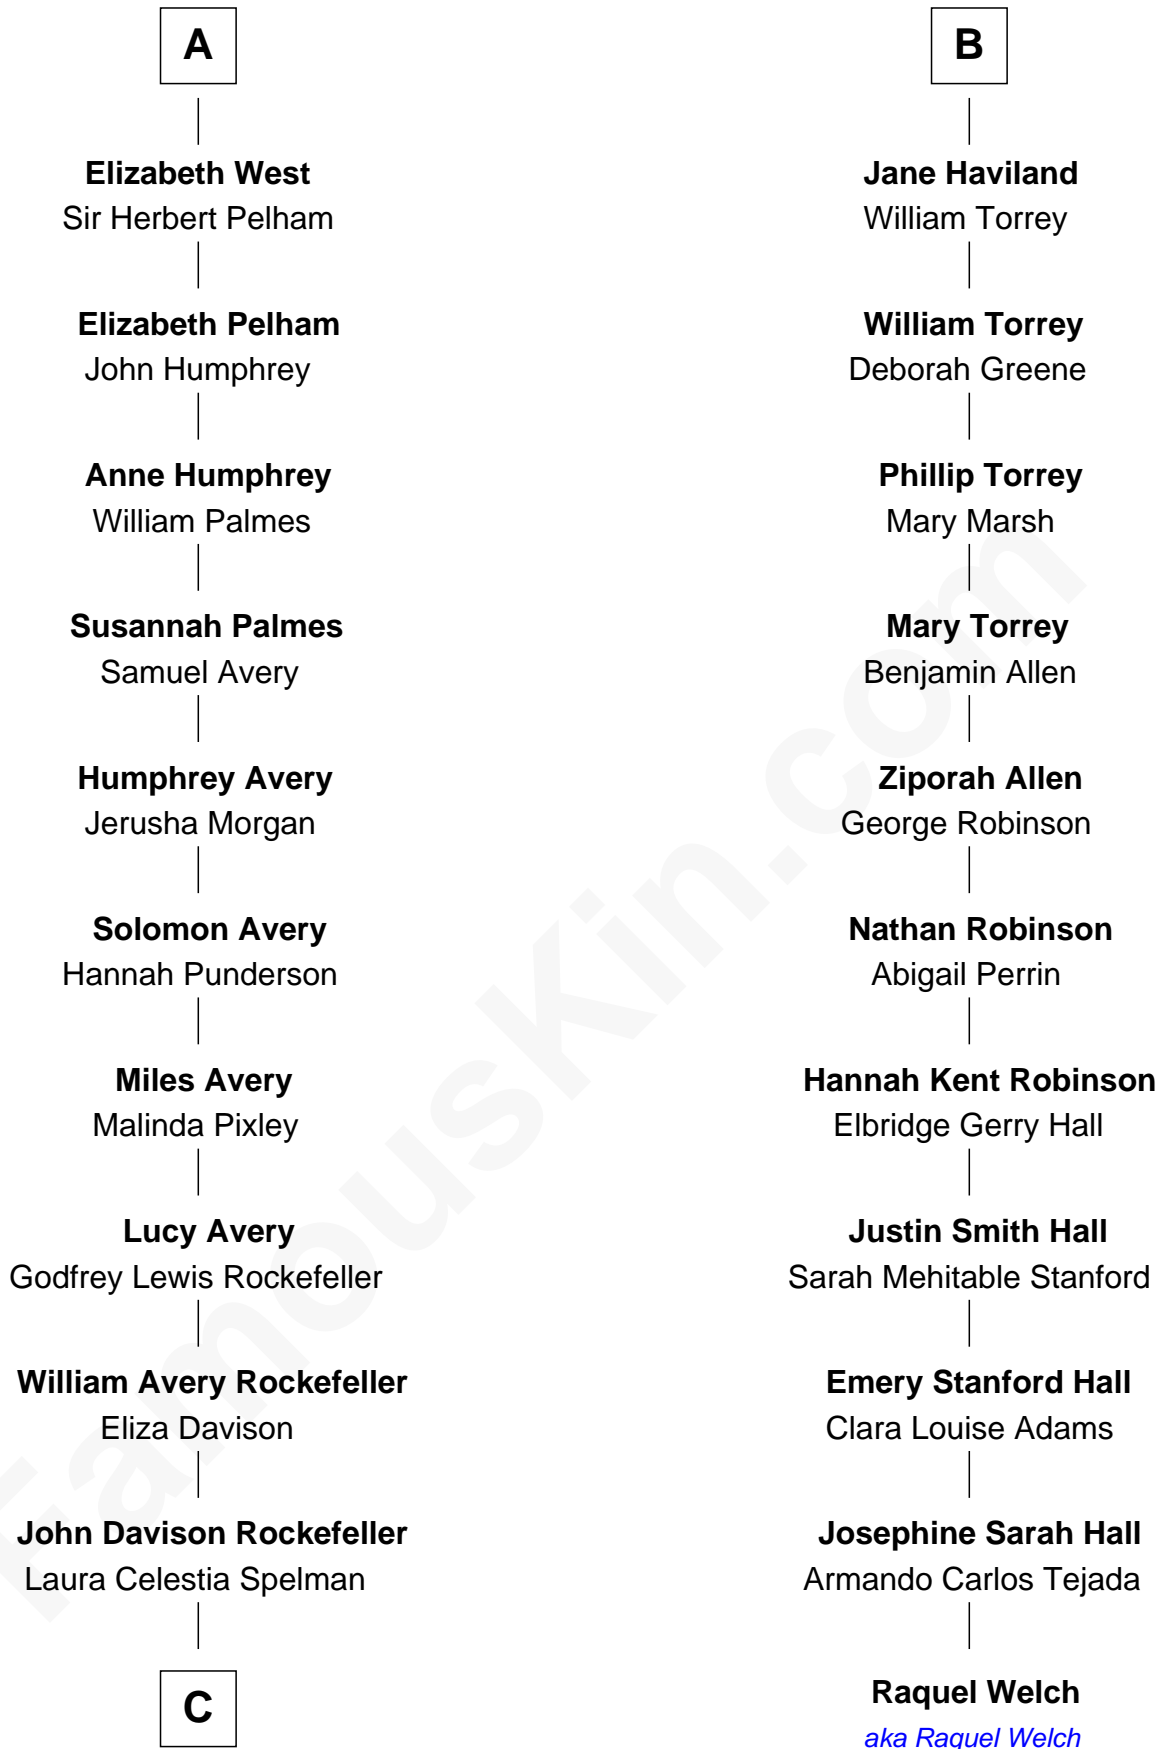 A
Elizabeth West
Sir Herbert Pelham
Elizabeth Pelham
John Humphrey
Anne Humphrey
William Palmes
Susannah Palmes
Samuel Avery
Humphrey Avery
Jerusha Morgan
Solomon Avery
Hannah Punderson
Miles Avery
Malinda Pixley
Lucy Avery
Godfrey Lewis Rockefeller
William Avery Rockefeller
Eliza Davison
John Davison Rockefeller
Laura Celestia Spelman
C
B
Jane Haviland
William Torrey
William Torrey
Deborah Greene
Phillip Torrey
Mary Marsh
Mary Torrey
Benjamin Allen
Ziporah Allen
George Robinson
Nathan Robinson
Abigail Perrin
Hannah Kent Robinson
Elbridge Gerry Hall
Justin Smith Hall
Sarah Mehitable Stanford
Emery Stanford Hall
Clara Louise Adams
Josephine Sarah Hall
Armando Carlos Tejada
Raquel Welch
aka Raquel Welch
FamousKin.com